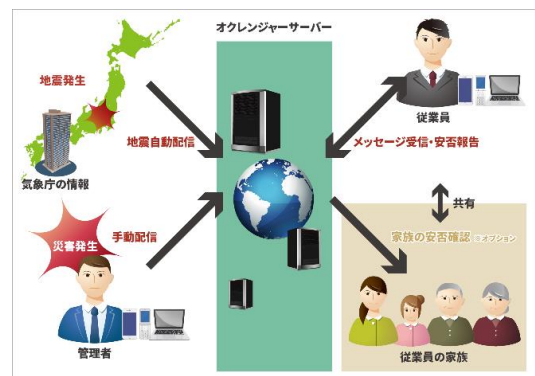 オクレンジャーサーバー
地震発生
地震自動配信
気象庁の情報
従業員
メッセージ受信・安否報告
共有
災害発生
手動配信
管理者
家族の安否確認 ※オプション
従業員の家族